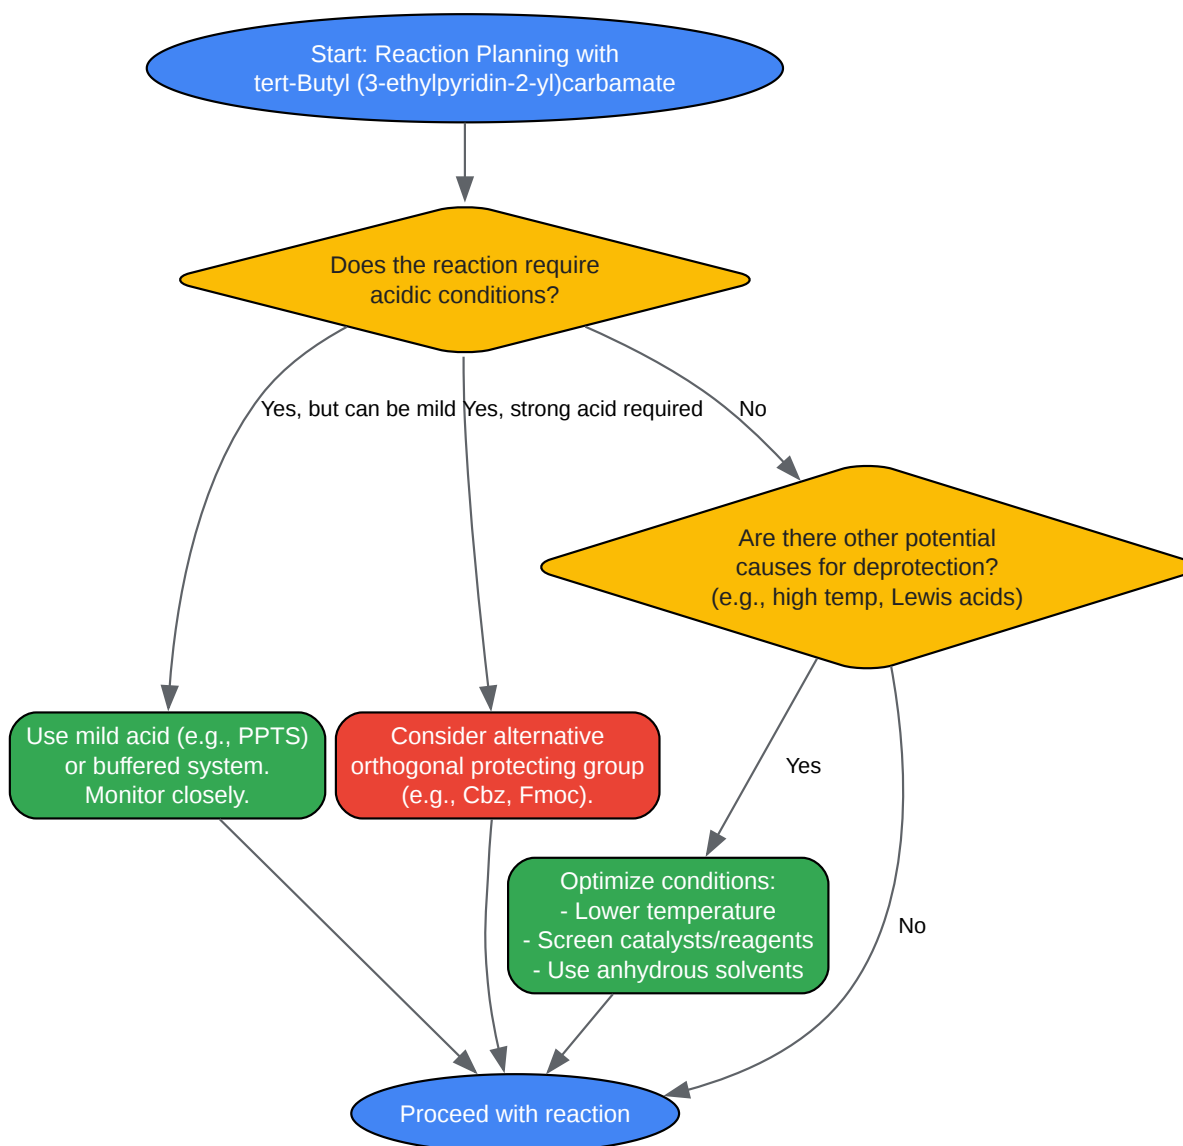 Start: Reaction Planning with
tert-Butyl (3-ethylpyridin-2-yl)carbamate
Does the reaction require
acidic conditions?
Yes, but can be mild
Yes, strong acid required
No
Are there other potential
causes for deprotection?
(e.g., high temp, Lewis acids)
Use mild acid (e.g., PPTS)
or buffered system.
Monitor closely.
Consider alternative
orthogonal protecting group
(e.g., Cbz, Fmoc).
Yes
Optimize conditions:
- Lower temperature
- Screen catalysts/reagents
- Use anhydrous solvents
No
Proceed with reaction